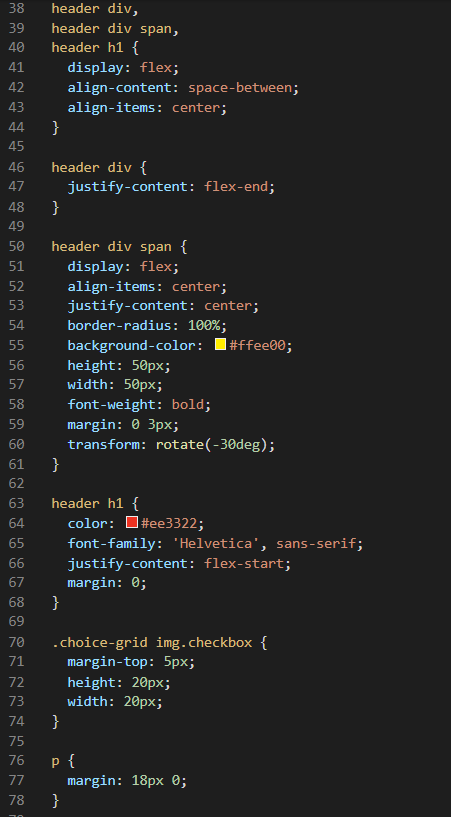 38 header div,
39 header div span,
40 header h1 {
41   display: flex;
42   align-content: space-between;
43   align-items: center;
44 }
45
46 header div {
47   justify-content: flex-end;
48 }
49
50 header div span {
51   display: flex;
52   align-items: center;
53   justify-content: center;
54   border-radius: 100%;
55   background-color: #ffee00;
56   height: 50px;
57   width: 50px;
58   font-weight: bold;
59   margin: 0 3px;
60   transform: rotate(-30deg);
61 }
62
63 header h1 {
64   color: #ee3322;
65   font-family: 'Helvetica', sans-serif;
66   justify-content: flex-start;
67   margin: 0;
68 }
69
70 .choice-grid img.checkbox {
71   margin-top: 5px;
72   height: 20px;
73   width: 20px;
74 }
75
76 p {
77   margin: 18px 0;
78 }